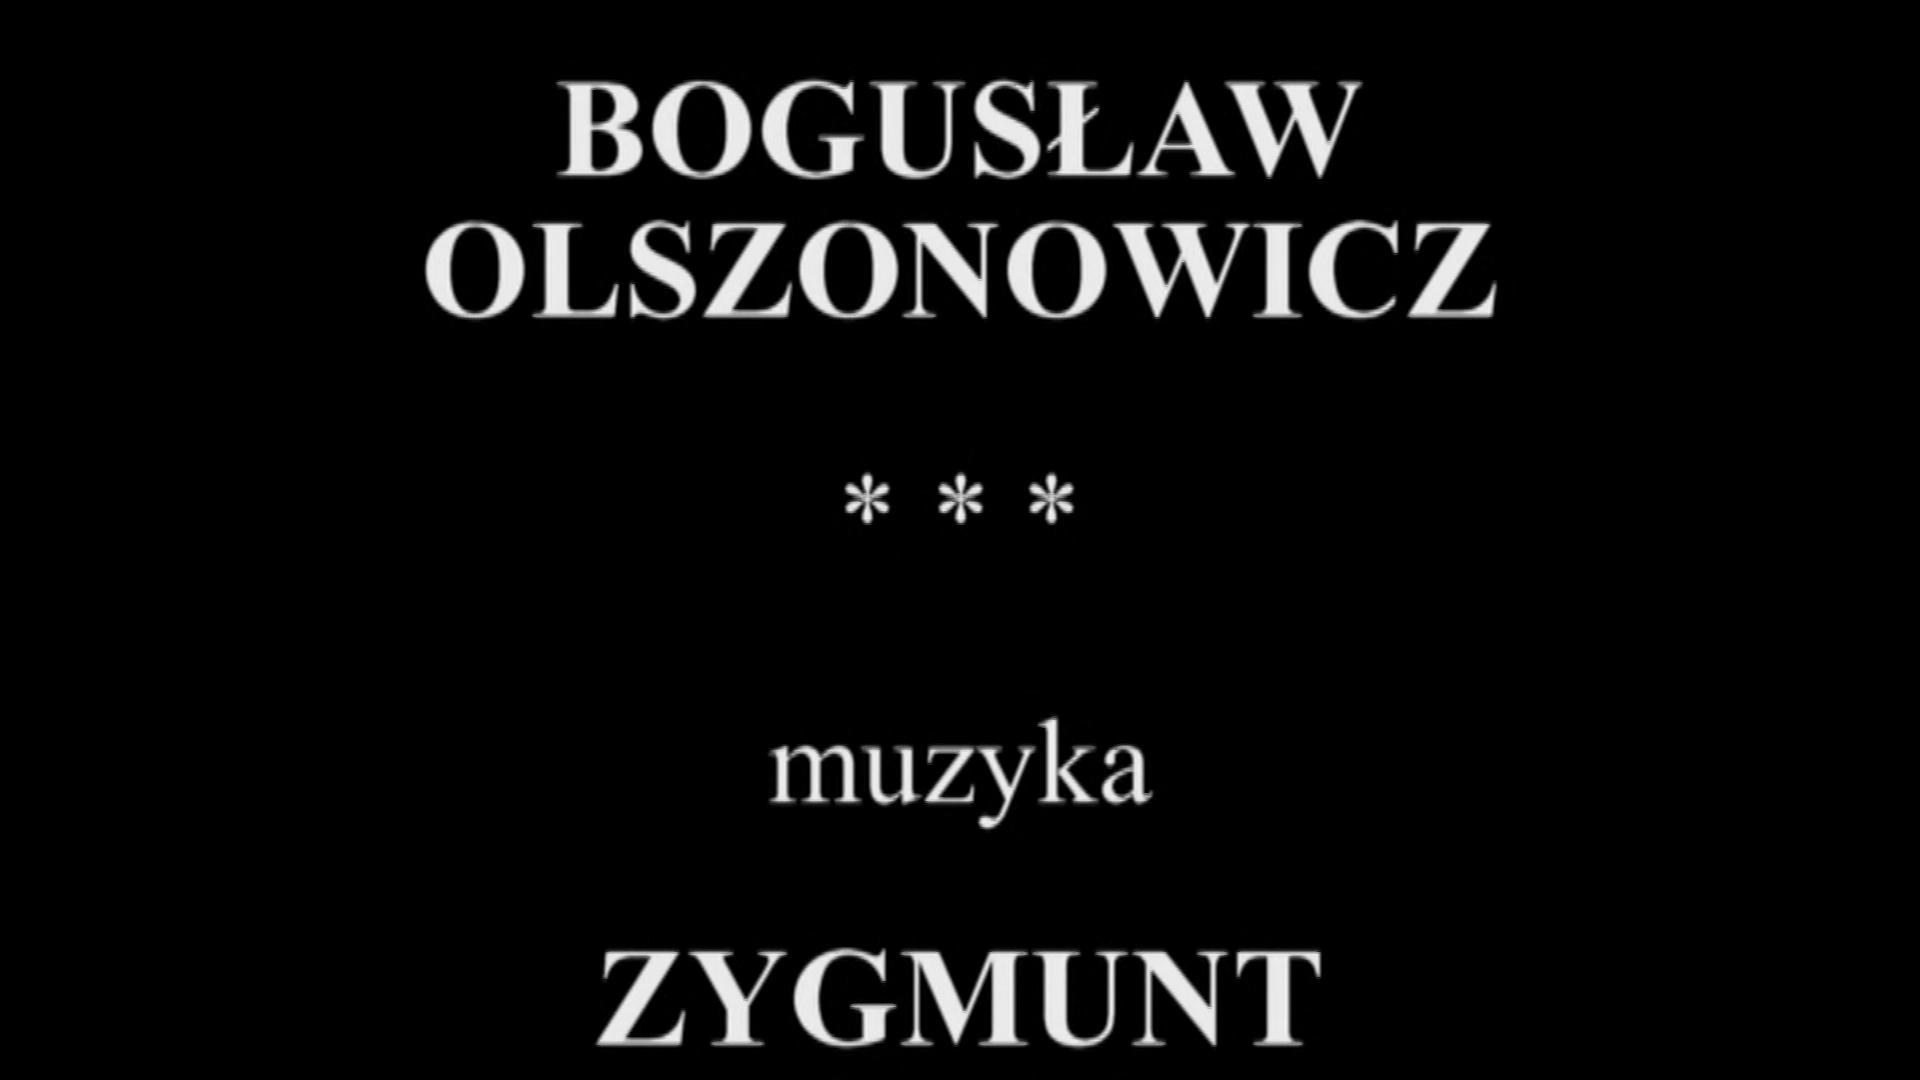 BOGUSŁAW
OLSZONOWICZ
* * *
muzyka
ZYGMUNT